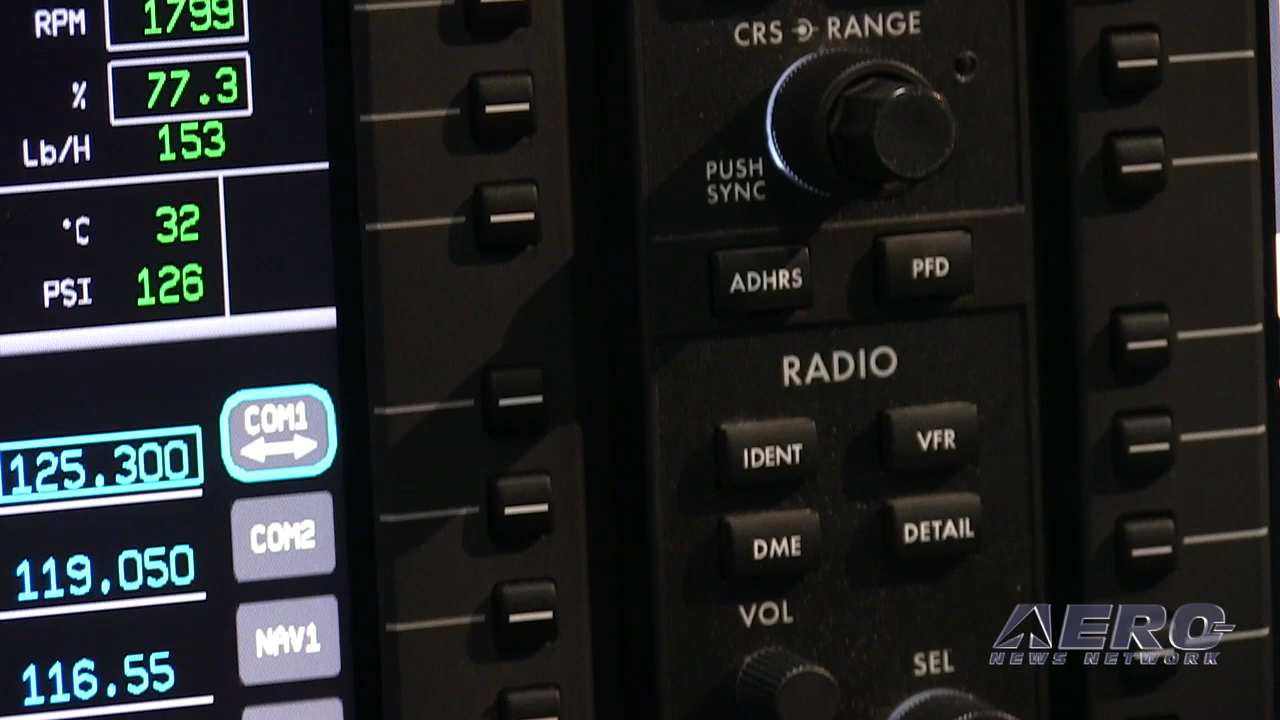 RPM 1799
% 77.3
Lb/H 153
°C 32
PSI 126
COM1
125.300
COM2
119.050
NAV1
116.55
CRS RANGE
PUSH
SYNC
ADHRS PFD
RADIO
IDENT VFR
DME DETAIL
VOL
SEL
AERO
NEWS NETWORK